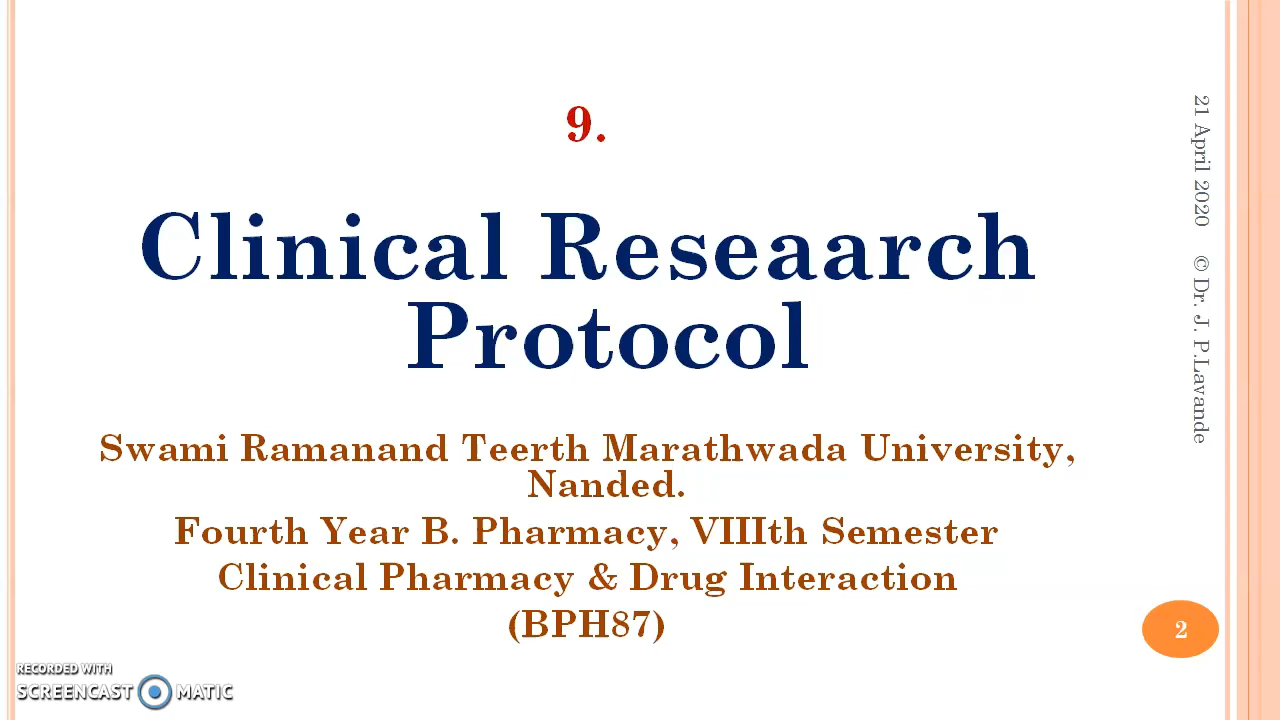 9.
Clinical Reseaarch
Protocol
Swami Ramanand Teerth Marathwada University,
Nanded.
Fourth Year B. Pharmacy, VIIIth Semester
Clinical Pharmacy & Drug Interaction
(BPH87)
21 April 2020 © Dr. J. P.Lavande
2
RECORDED WITH
SCREENCAST MATIC